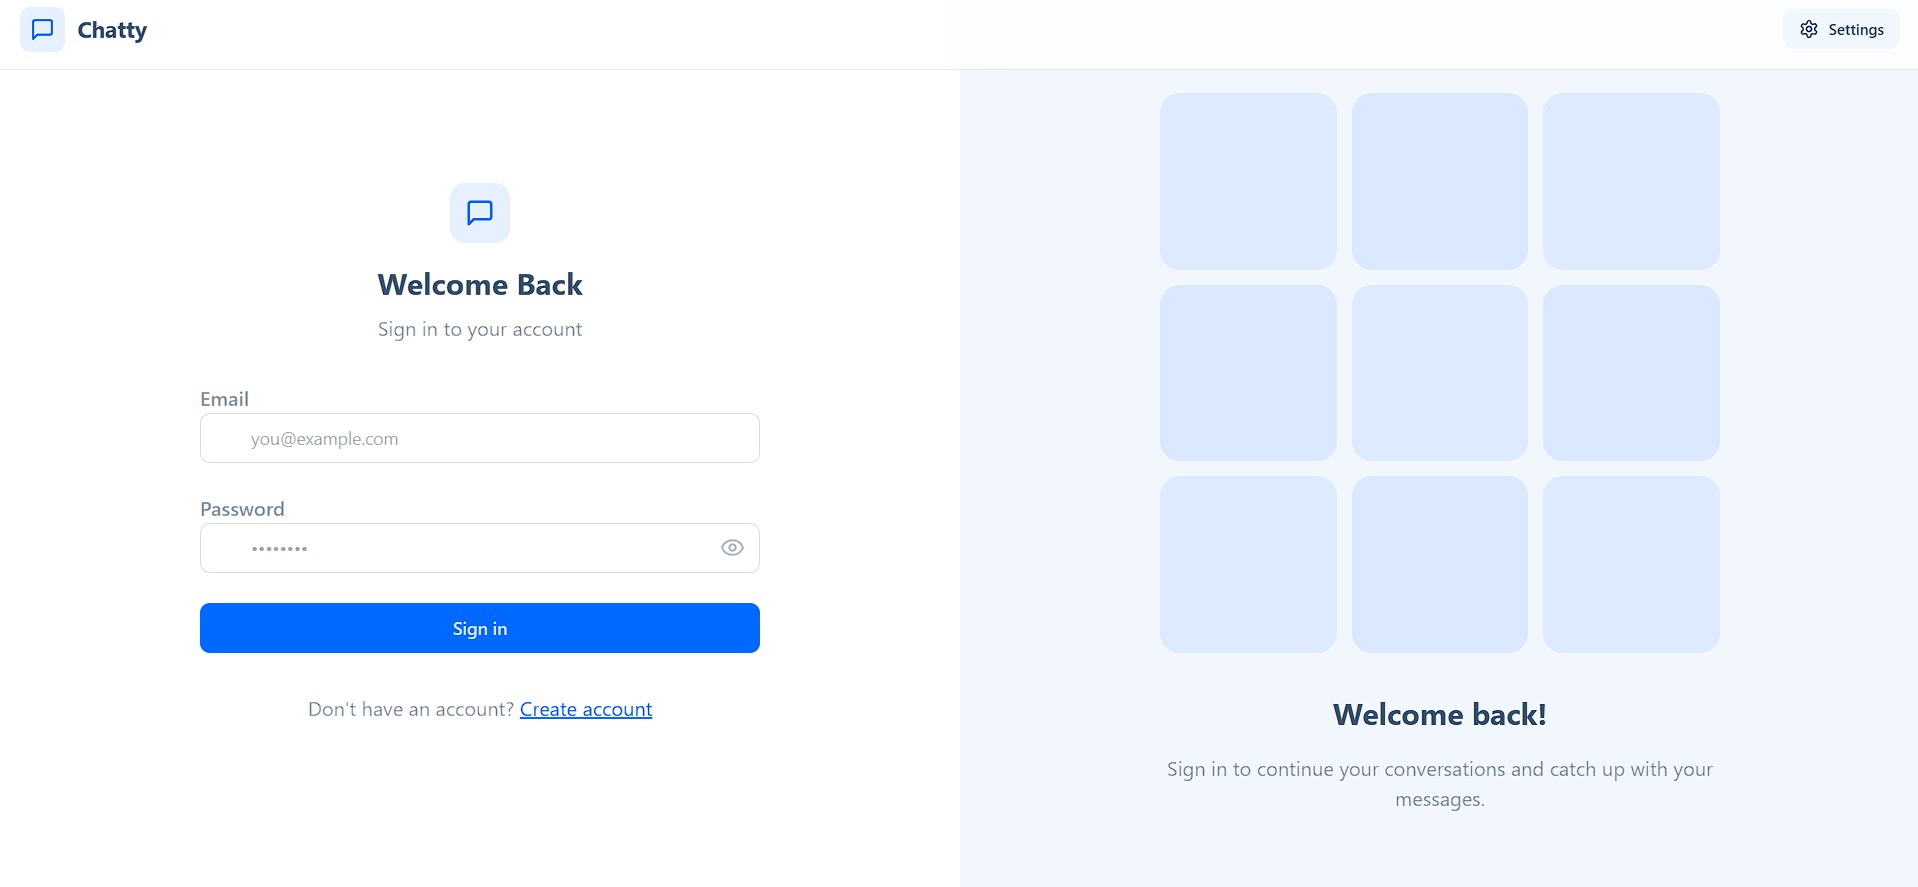 Chatty
Settings
Welcome Back
Sign in to your account
Email
you@example.com
Password
••••••••
Sign in
Don't have an account? Create account
Welcome back!
Sign in to continue your conversations and catch up with your
messages.